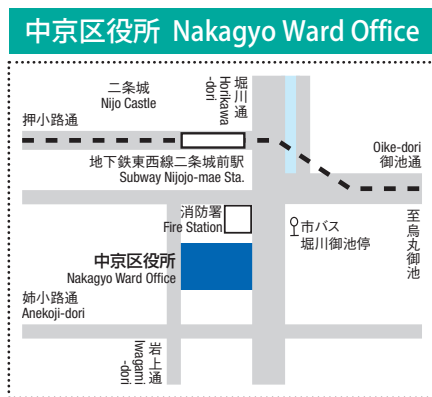 中京区役所 Nakagyo Ward Office
二条城
Nijo Castle
堀川通
Horikawa
-dori
押小路通
Oike-dori
御池通
地下鉄東西線二条城前駅
Subway Nijojo-mae Sta.
消防署
Fire Station
市バス
堀川御池停
至烏丸御池
中京区役所
Nakagyo Ward Office
姉小路通
Anekoji-dori
岩上通
Iwagami
-dori